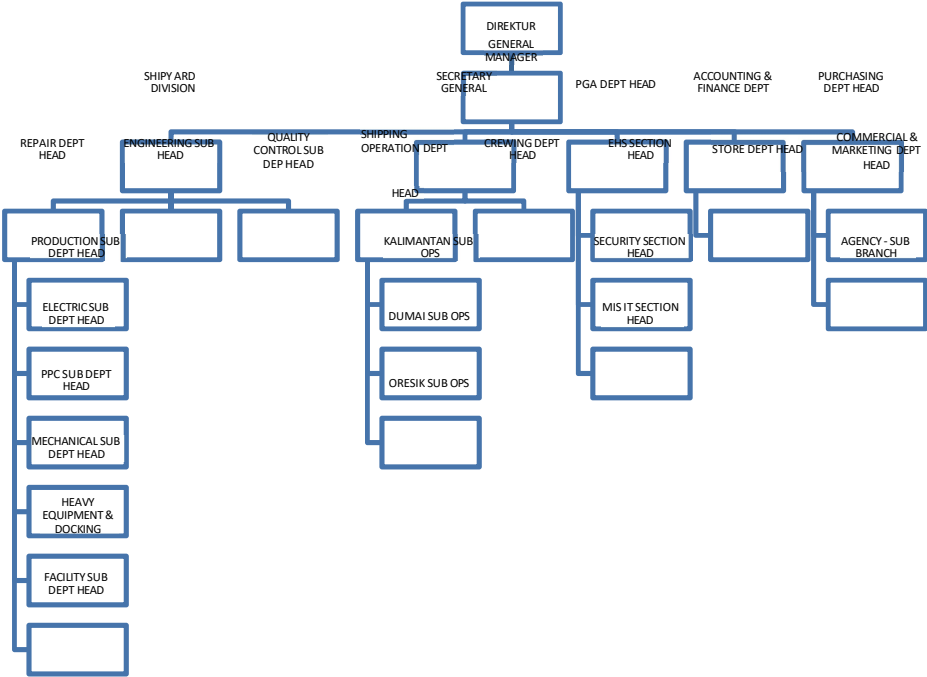 DIREKTUR
GENERAL
MANAGER
SHIPY ARD
DIVISION
SECRETARY
GENERAL
PGA DEPT HEAD
ACCOUNTING &
FINANCE DEPT
PURCHASING
DEPT HEAD
REPAIR DEPT
HEAD
ENGINEERING SUB
HEAD
QUALITY
CONTROL SUB
DEP HEAD
SHIPPING
OPERATION DEPT
HEAD
CREWING DEPT
HEAD
EHS SECTION
HEAD
STORE DEPT HEAD
COMMERCIAL &
MARKETING DEPT
HEAD
PRODUCTION SUB
DEPT HEAD
KALIMANTAN SUB
OPS
SECURITY SECTION
HEAD
AGENCY - SUB
BRANCH
ELECTRIC SUB
DEPT HEAD
DUMAI SUB OPS
MIS IT SECTION
HEAD
PPC SUB DEPT
HEAD
ORESIK SUB OPS
MECHANICAL SUB
DEPT HEAD
HEAVY
EQUIPMENT &
DOCKING
FACILITY SUB
DEPT HEAD